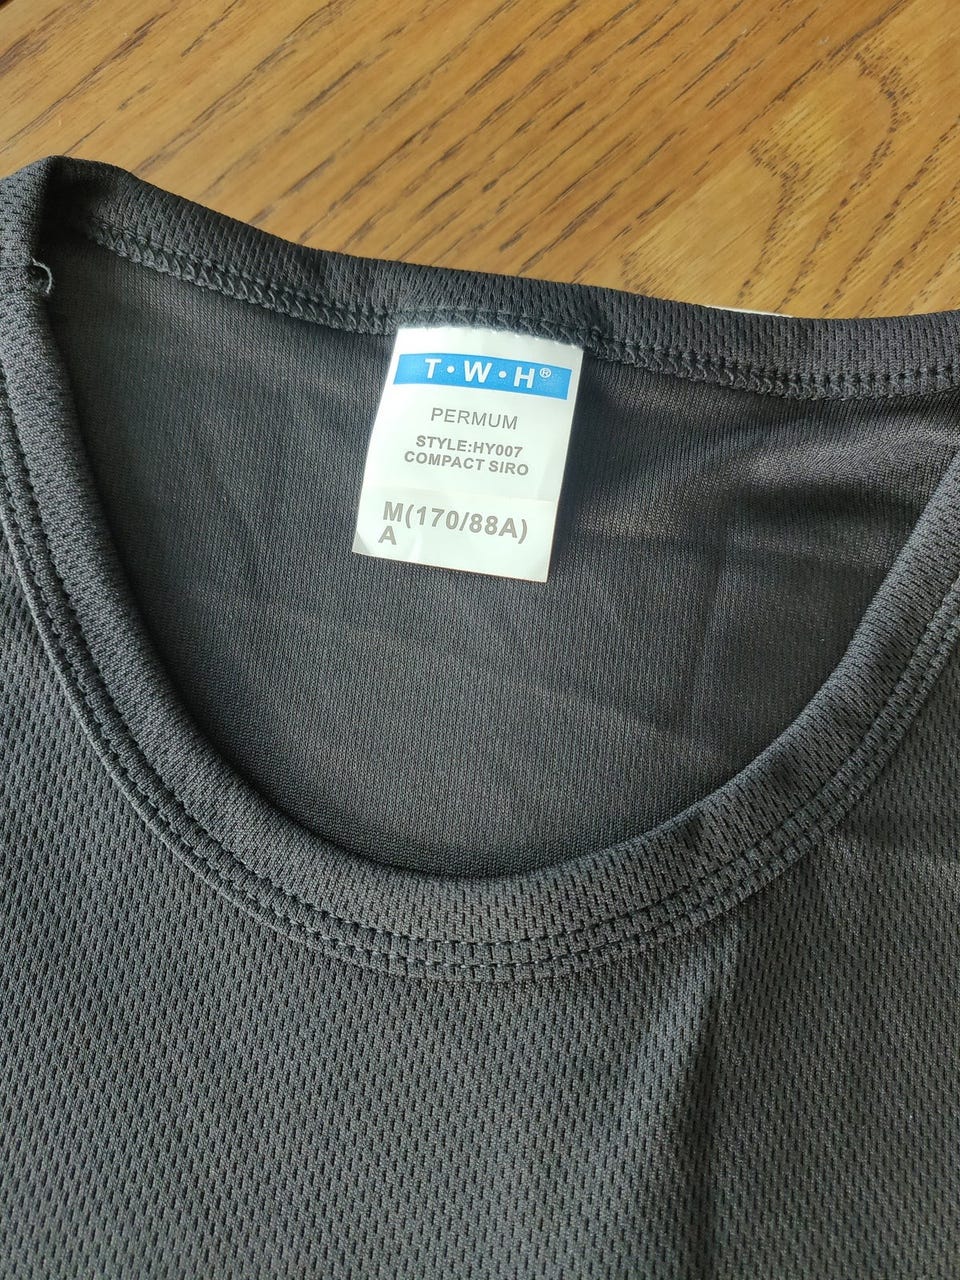 T·W·H®
PERMUM
STYLE:HY007
COMPACT SIRO
M(170/88A)
A